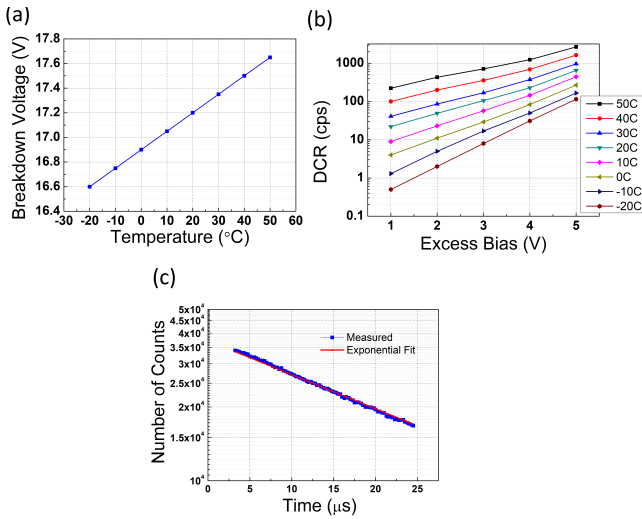 (a)
Breakdown Voltage (V)
17.8
17.6
17.4
17.2
17.0
16.8
16.6
16.4
-30 -20 -10 0 10 20 30 40 50 60
Temperature (°C)
(b)
DCR (cps)
1000
100
10
1
0.1
1 2 3 4 5
Excess Bias (V)
50C
40C
30C
20C
10C
0C
-10C
-20C
(c)
Number of Counts
5x10⁴
4.5x10⁴
4x10⁴
3.5x10⁴
3x10⁴
2.5x10⁴
2x10⁴
1.5x10⁴
10⁴
Measured
Exponential Fit
0 5 10 15 20 25
Time (μs)